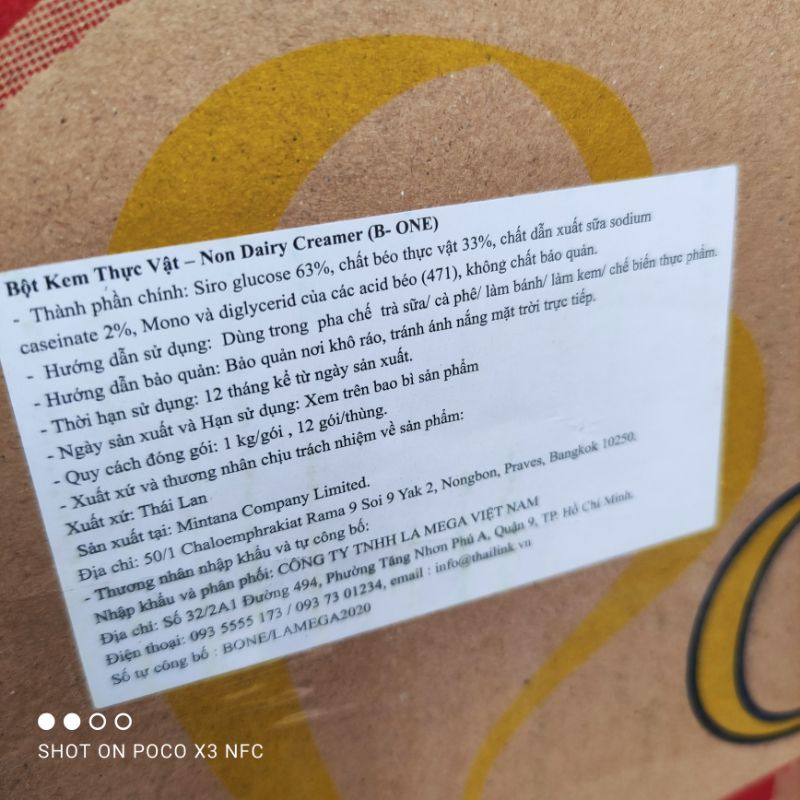 Bột Kem Thực Vật – Non Dairy Creamer (B- ONE)
- Thành phần chính: Siro glucose 63%, chất béo thực vật 33%, chất dẫn xuất sữa sodium
caseinate 2%, Mono và diglycerid của các acid béo (471), không chất bảo quản.
- Hướng dẫn sử dụng: Dùng trong pha chế trà sữa/ cà phê/ làm bánh/ làm kem/ chế biến thực phẩm.
- Hướng dẫn bảo quản: Bảo quản nơi khô ráo, tránh ánh nắng mặt trời trực tiếp.
- Thời hạn sử dụng: 12 tháng kể từ ngày sản xuất.
- Ngày sản xuất và Hạn sử dụng: Xem trên bao bì sản phẩm
- Quy cách đóng gói: 1 kg/gói , 12 gói/thùng.
- Xuất xứ và thương nhân chịu trách nhiệm về sản phẩm:
Xuất xứ: Thái Lan
Sản xuất tại: Mintana Company Limited.
Địa chỉ: 50/1 Chaloemphrakiat Rama 9 Soi 9 Yak 2, Nongbon, Praves, Bangkok 10250.
- Thương nhân nhập khẩu và tự công bố:
Nhập khẩu và phân phối: CÔNG TY TNHH LA MEGA VIỆT NAM
Địa chỉ: Số 32/2A1 Đường 494, Phường Tăng Nhơn Phú A, Quận 9, TP. Hồ Chí Minh.
Điện thoại: 093 5555 173 / 093 73 01234, email : info@thailink.vn
Số tự công bố : BONE/LAMEGA2020
SHOT ON POCO X3 NFC